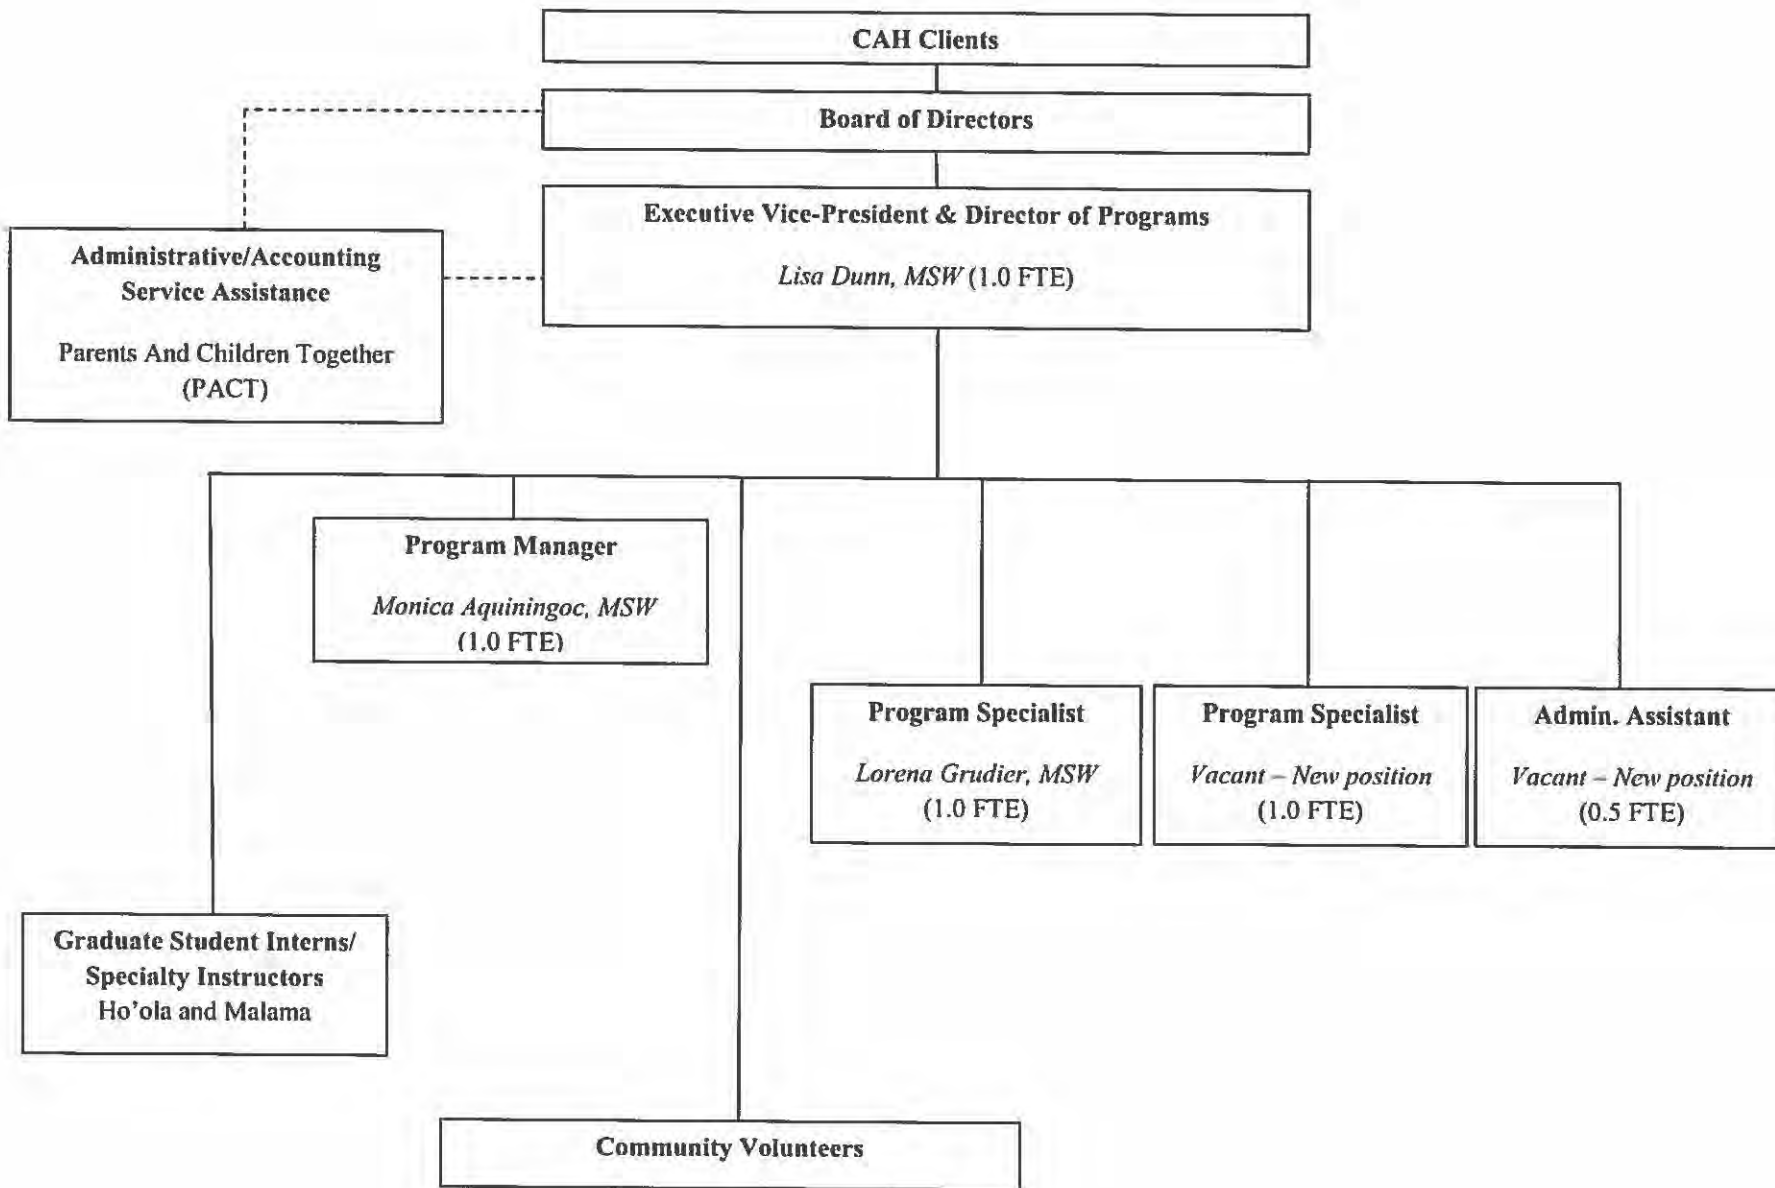 CAH Clients
Board of Directors
Executive Vice-President & Director of Programs
Lisa Dunn, MSW (1.0 FTE)
Administrative/Accounting
Service Assistance
Parents And Children Together
(PACT)
Program Manager
Monica Aquiningoc, MSW
(1.0 FTE)
Program Specialist
Lorena Grudier, MSW
(1.0 FTE)
Program Specialist
Vacant – New position
(1.0 FTE)
Admin. Assistant
Vacant – New position
(0.5 FTE)
Graduate Student Interns/
Specialty Instructors
Ho'ola and Malama
Community Volunteers